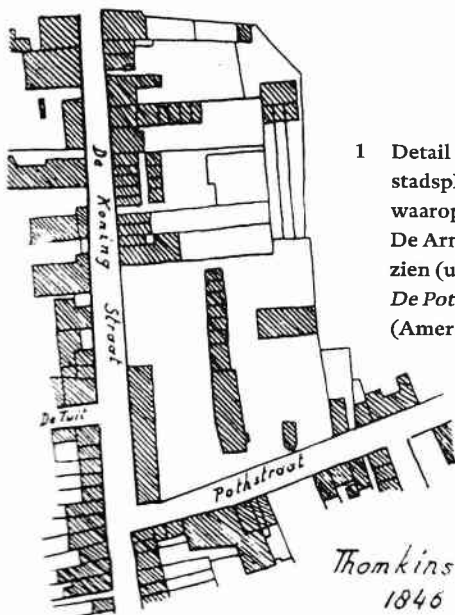 De Koning Straat
De Tuit
Pothstraat
Thomkins
1846
1 Detail
stadspl
waarop
De Arn
zien (u
De Pot
(Amer